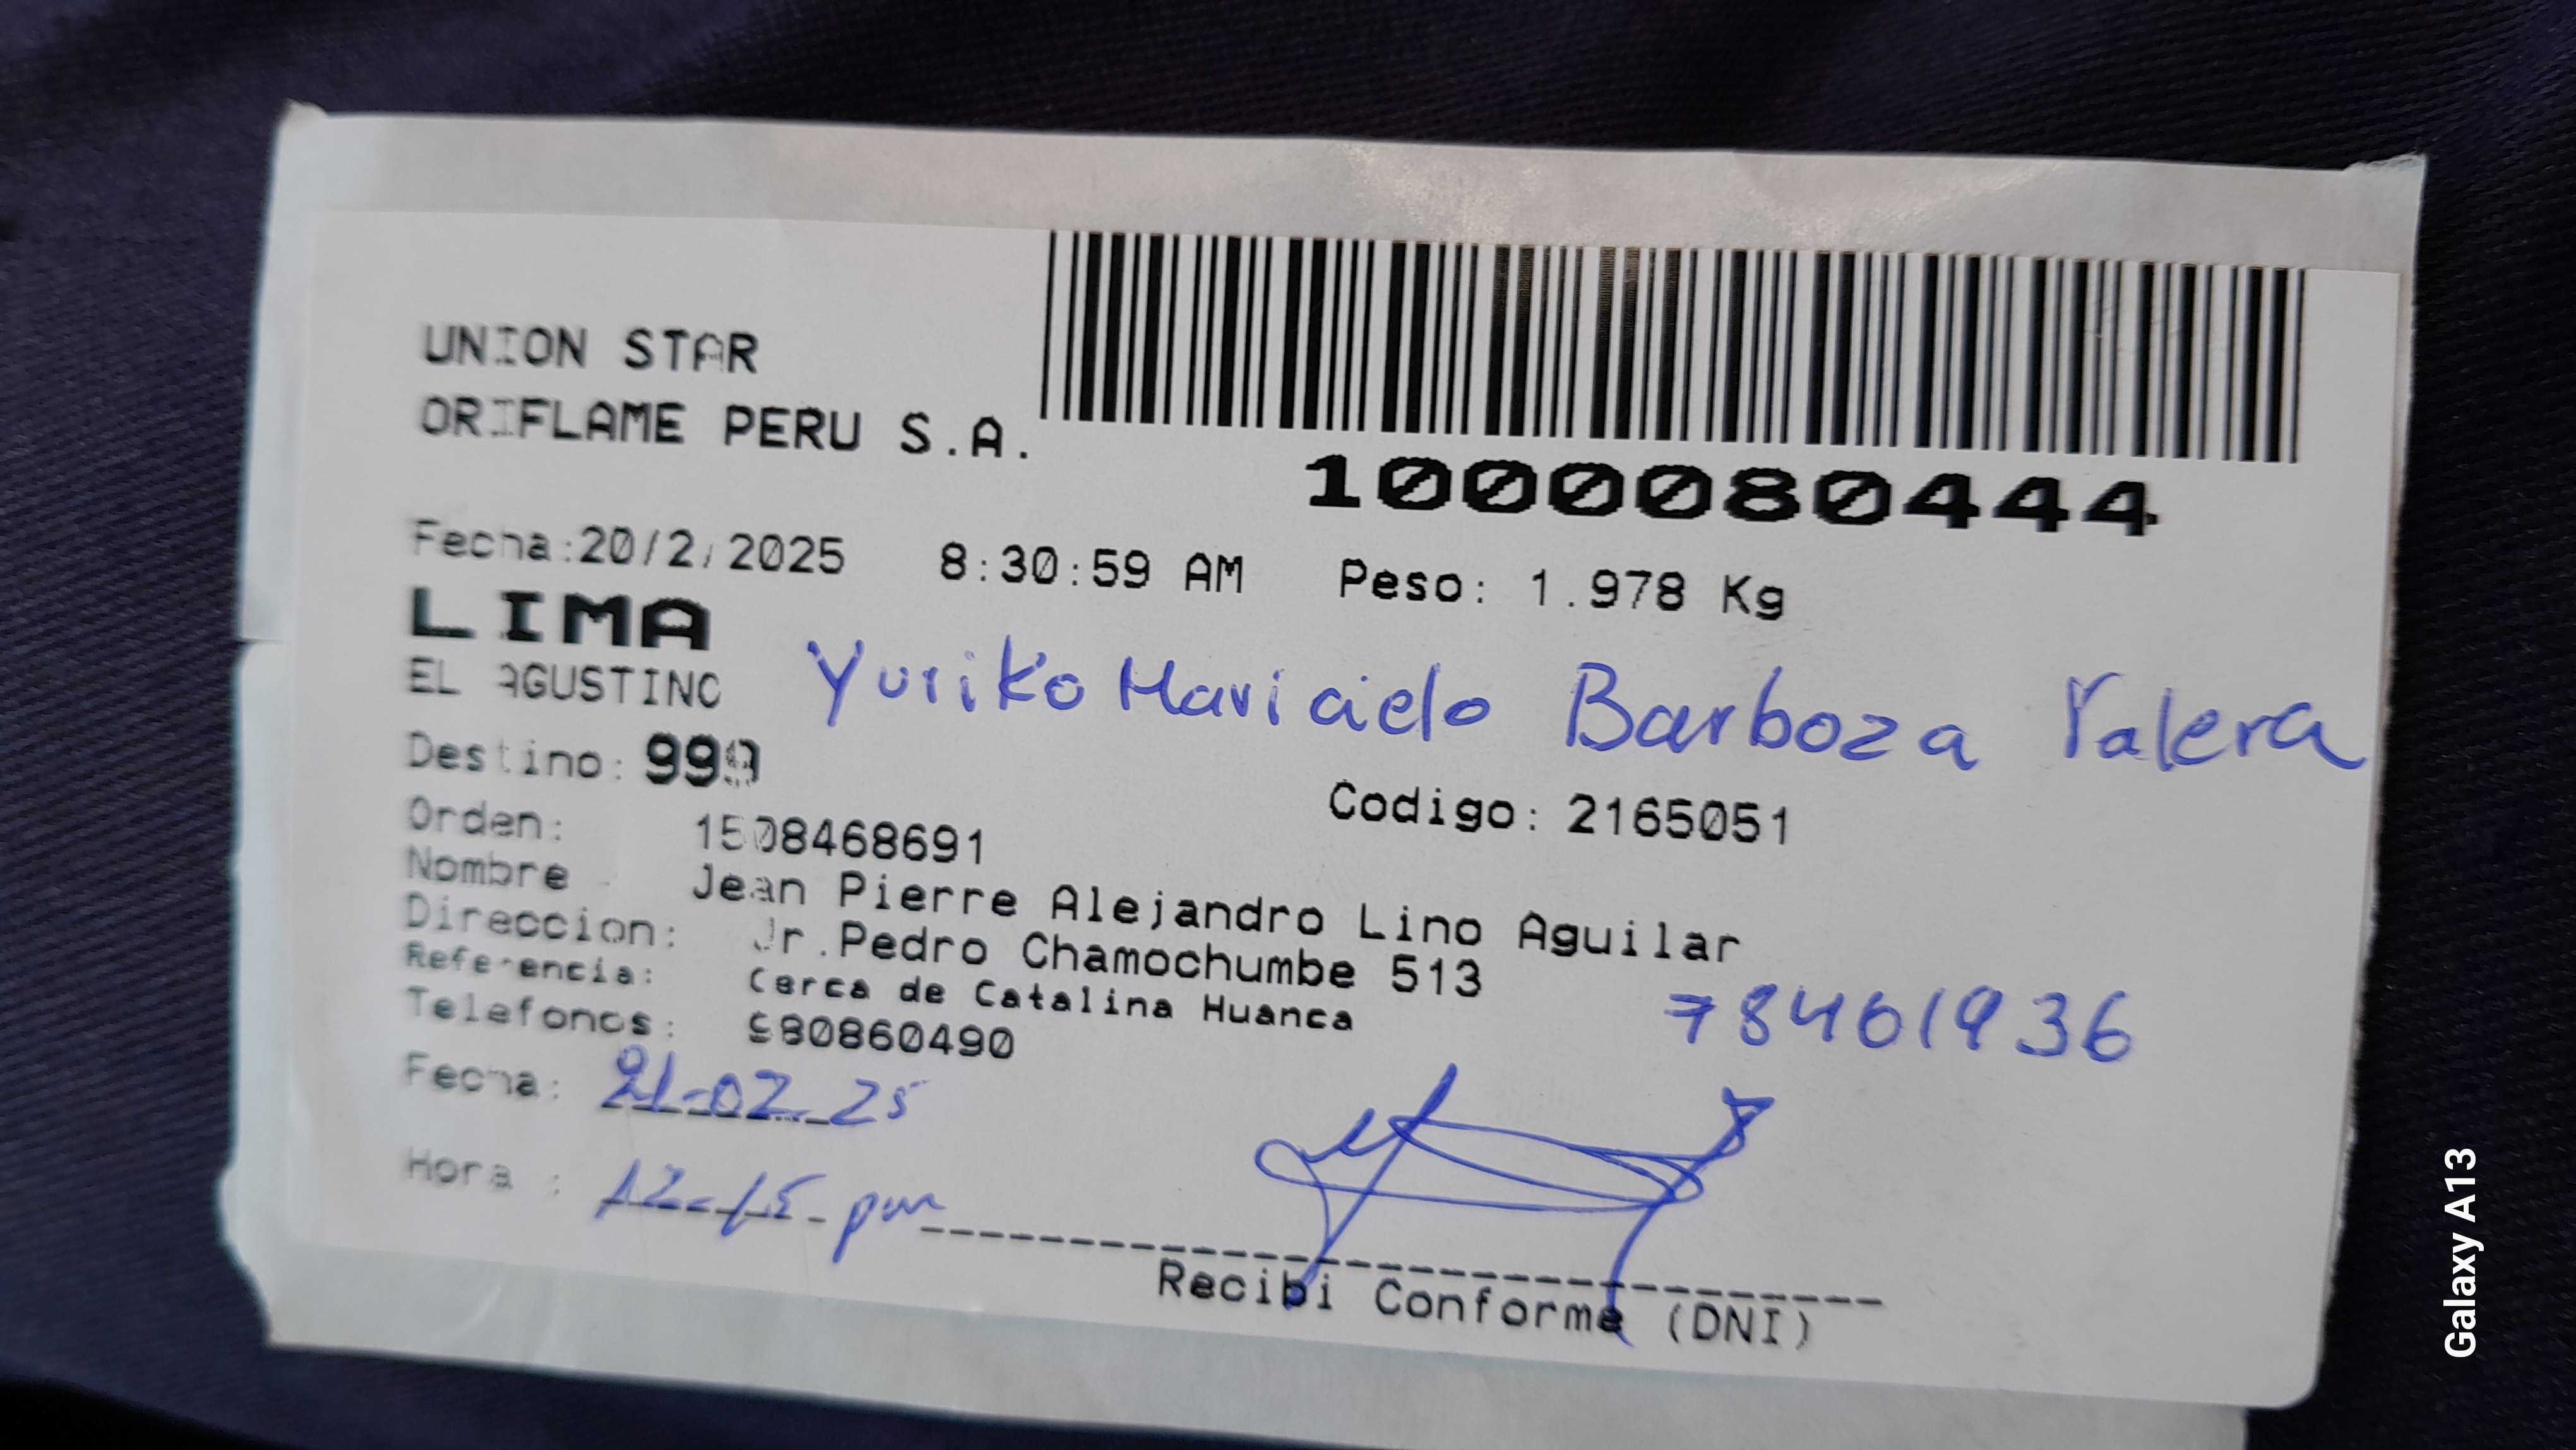 UNION STAR
ORIFLAME PERU S.A.
1000080444
Fecha:20/2/2025 8:30:59 AM Peso: 1.978 Kg
LIMA
EL AGUSTINO
Yuriko Maricielo Barboza Valera
Destino: 999
Codigo: 2165051
Orden: 1508468691
Nombre Jean Pierre Alejandro Lino Aguilar
Direccion: Jr.Pedro Chamochumbe 513
Referencia: Cerca de Catalina Huanca
78461936
Telefonos: 980860490
Fecha: 21-02-25
Hora : 12-15 pm
Recibi Conforme (DNI)
Galaxy A13